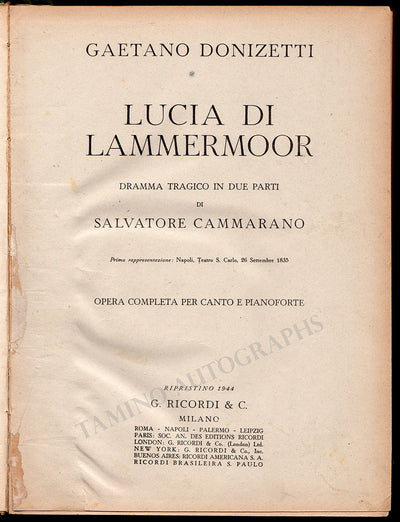 GAETANO DONIZETTI
LUCIA DI
LAMMERMOOR
DRAMMA TRAGICO IN DUE PARTI
DI
SALVATORE CAMMARANO
Prima rappresentazione: Napoli, Teatro S. Carlo, 26 Settembre 1835
OPERA COMPLETA PER CANTO E PIANOFORTE
TAMINO AUTOGRAPHS
RIPRISTINO 1944
G. RICORDI & C.
MILANO
ROMA - NAPOLI - PALERMO - LEIPZIG
PARIS: SOC. AN. DES EDITIONS RICORDI
LONDON: G. RICORDI & Co. (London) Ltd.
NEW YORK: G. RICORDI & Co., Inc.
BUENOS AIRES: RICORDI AMERICANA S. A.
RICORDI BRASILEIRA S. PAULO